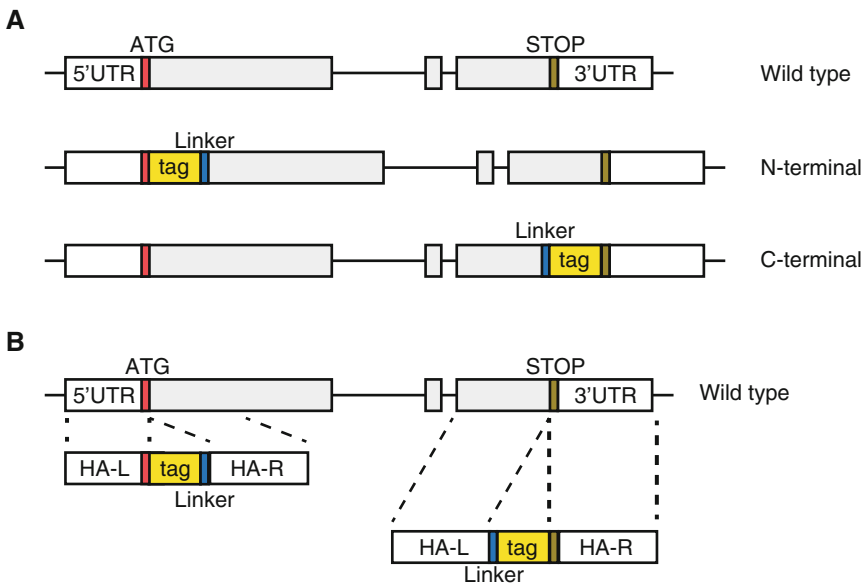 A
ATG STOP
5'UTR 3'UTR Wild type
Linker
tag N-terminal
Linker
tag C-terminal
B
ATG STOP
5'UTR 3'UTR Wild type
HA-L tag HA-R
Linker
HA-L tag HA-R
Linker